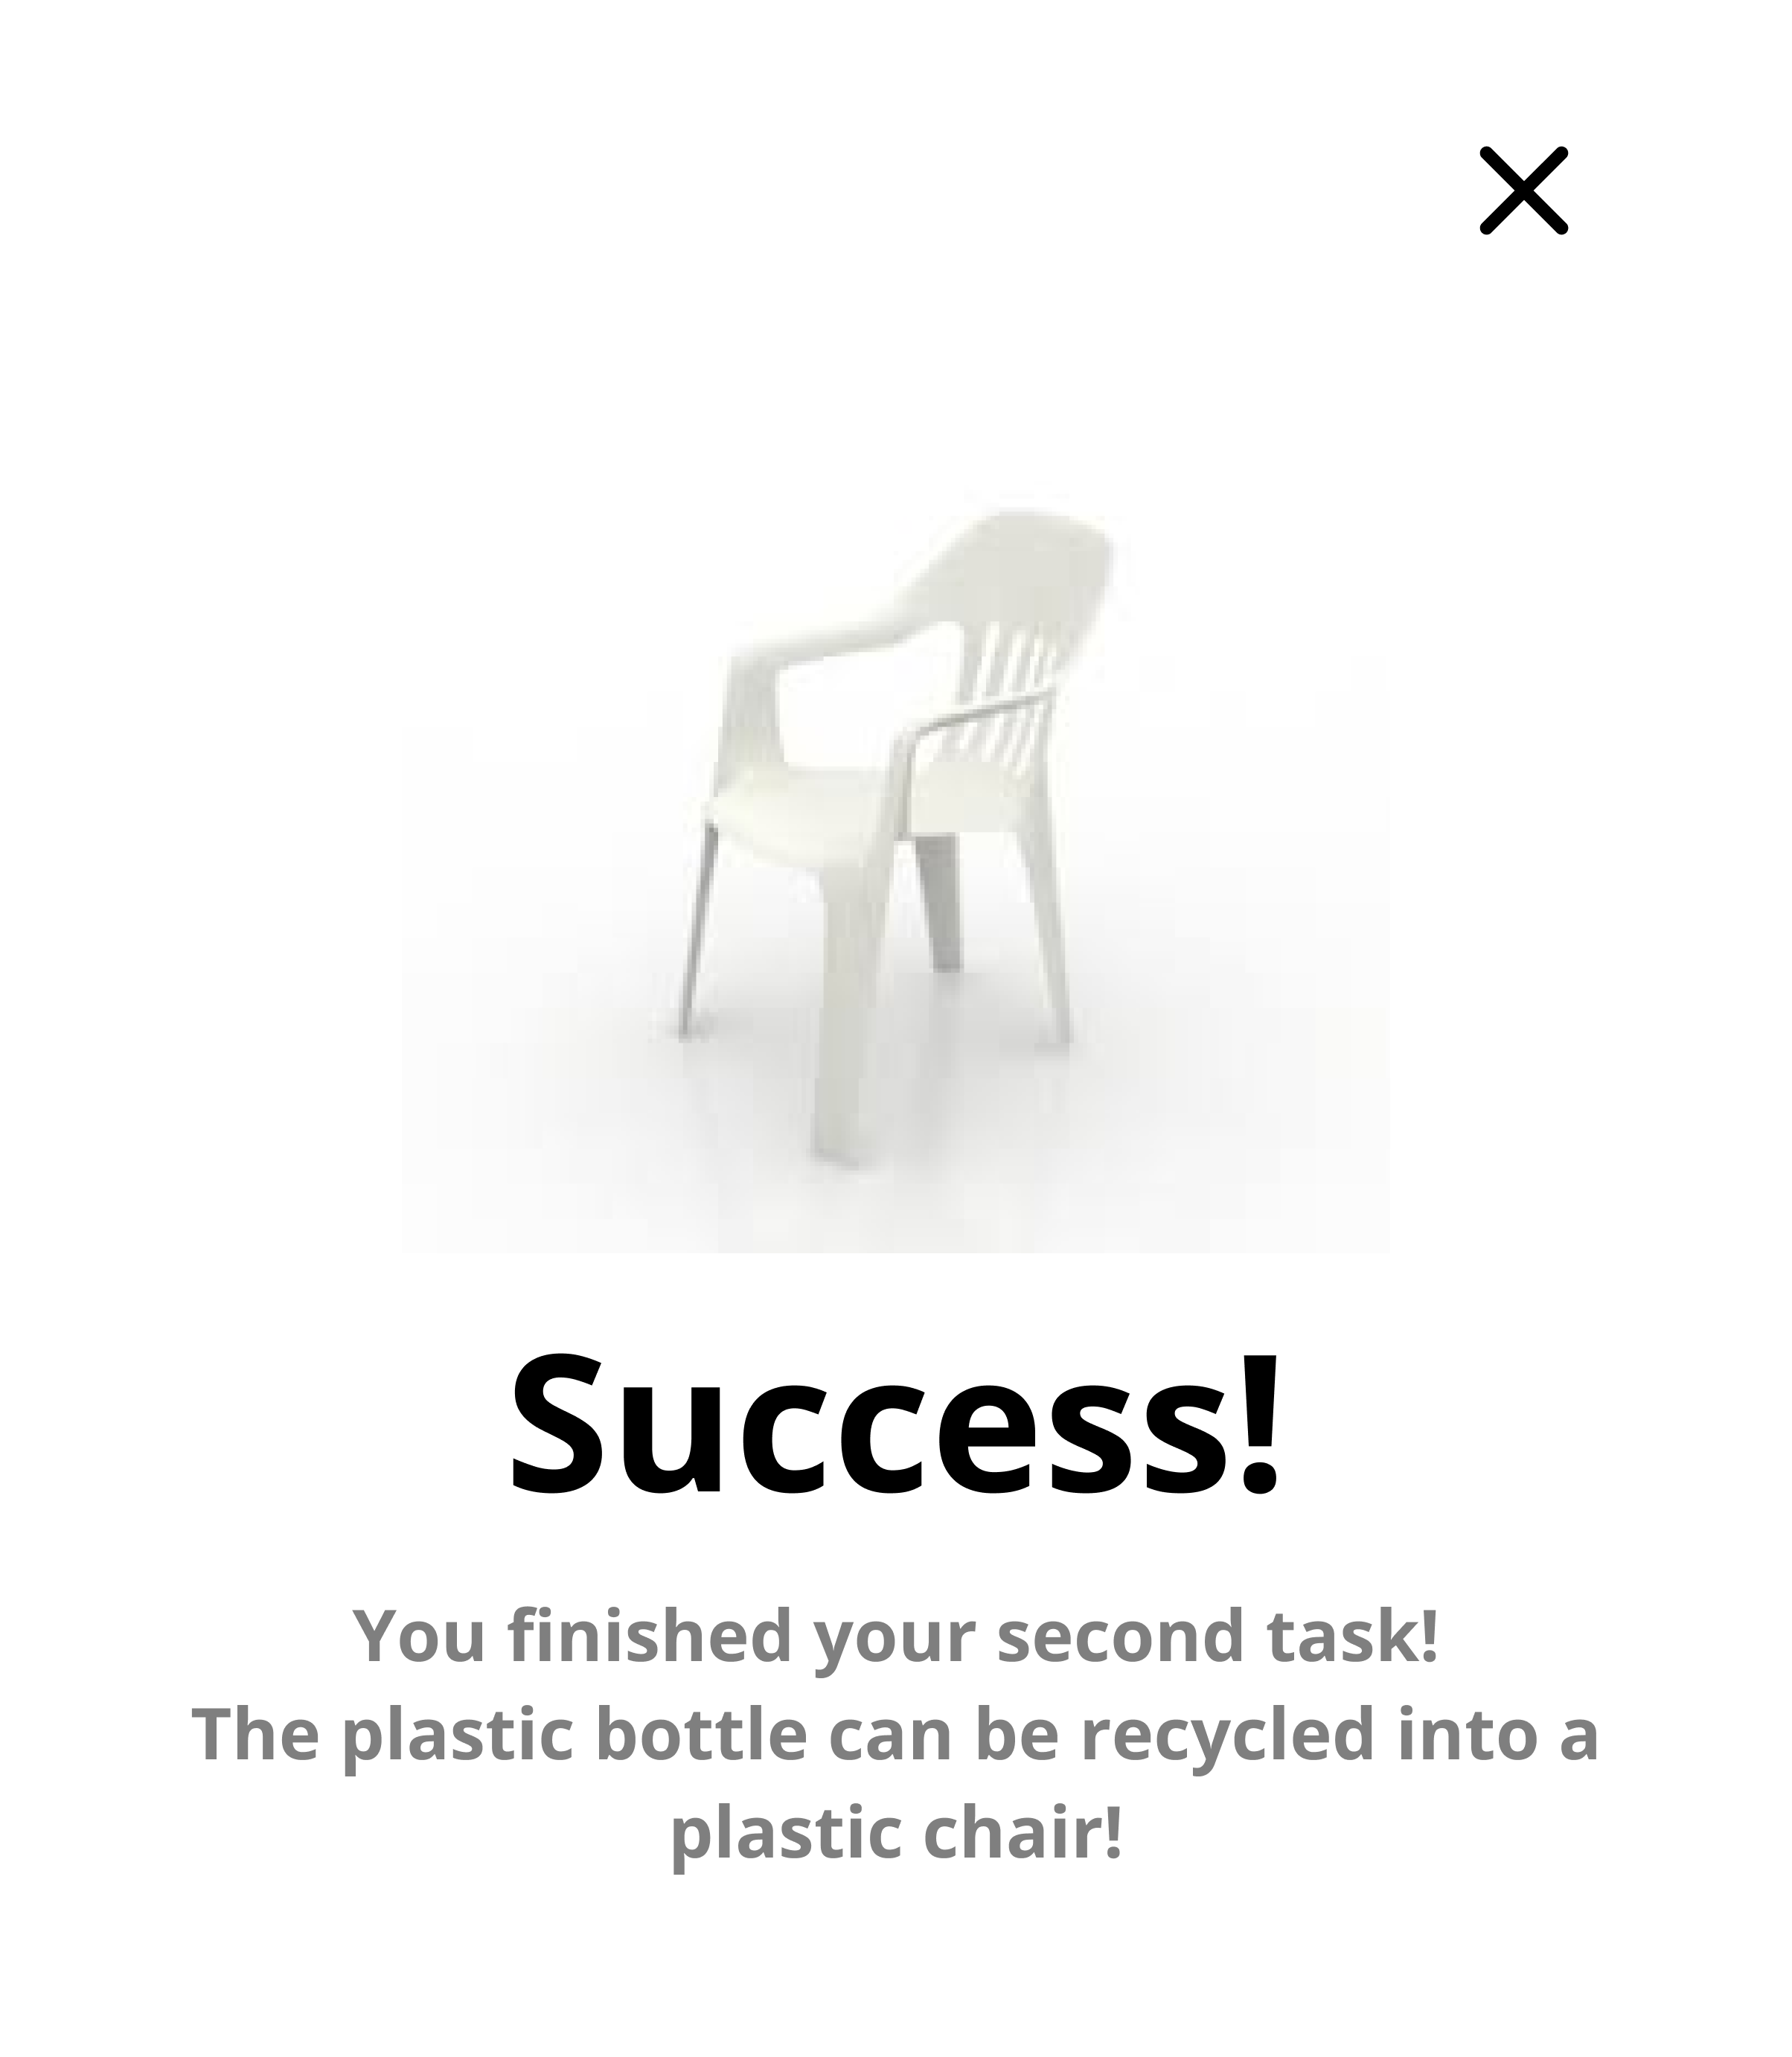 Success!
You finished your second task!
The plastic bottle can be recycled into a
plastic chair!